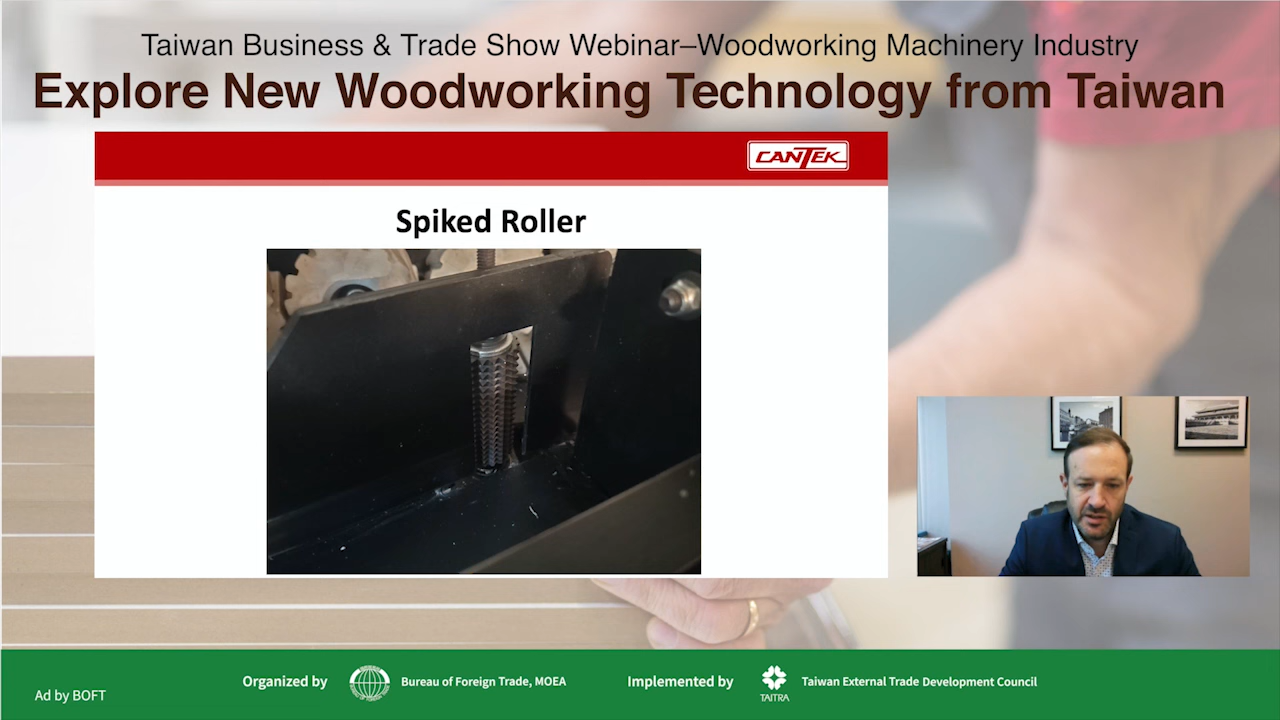 Taiwan Business & Trade Show Webinar–Woodworking Machinery Industry
Explore New Woodworking Technology from Taiwan
CANTEK
Spiked Roller
Ad by BOFT
Organized by
Bureau of Foreign Trade, MOEA
Implemented by
TAITRA
Taiwan External Trade Development Council